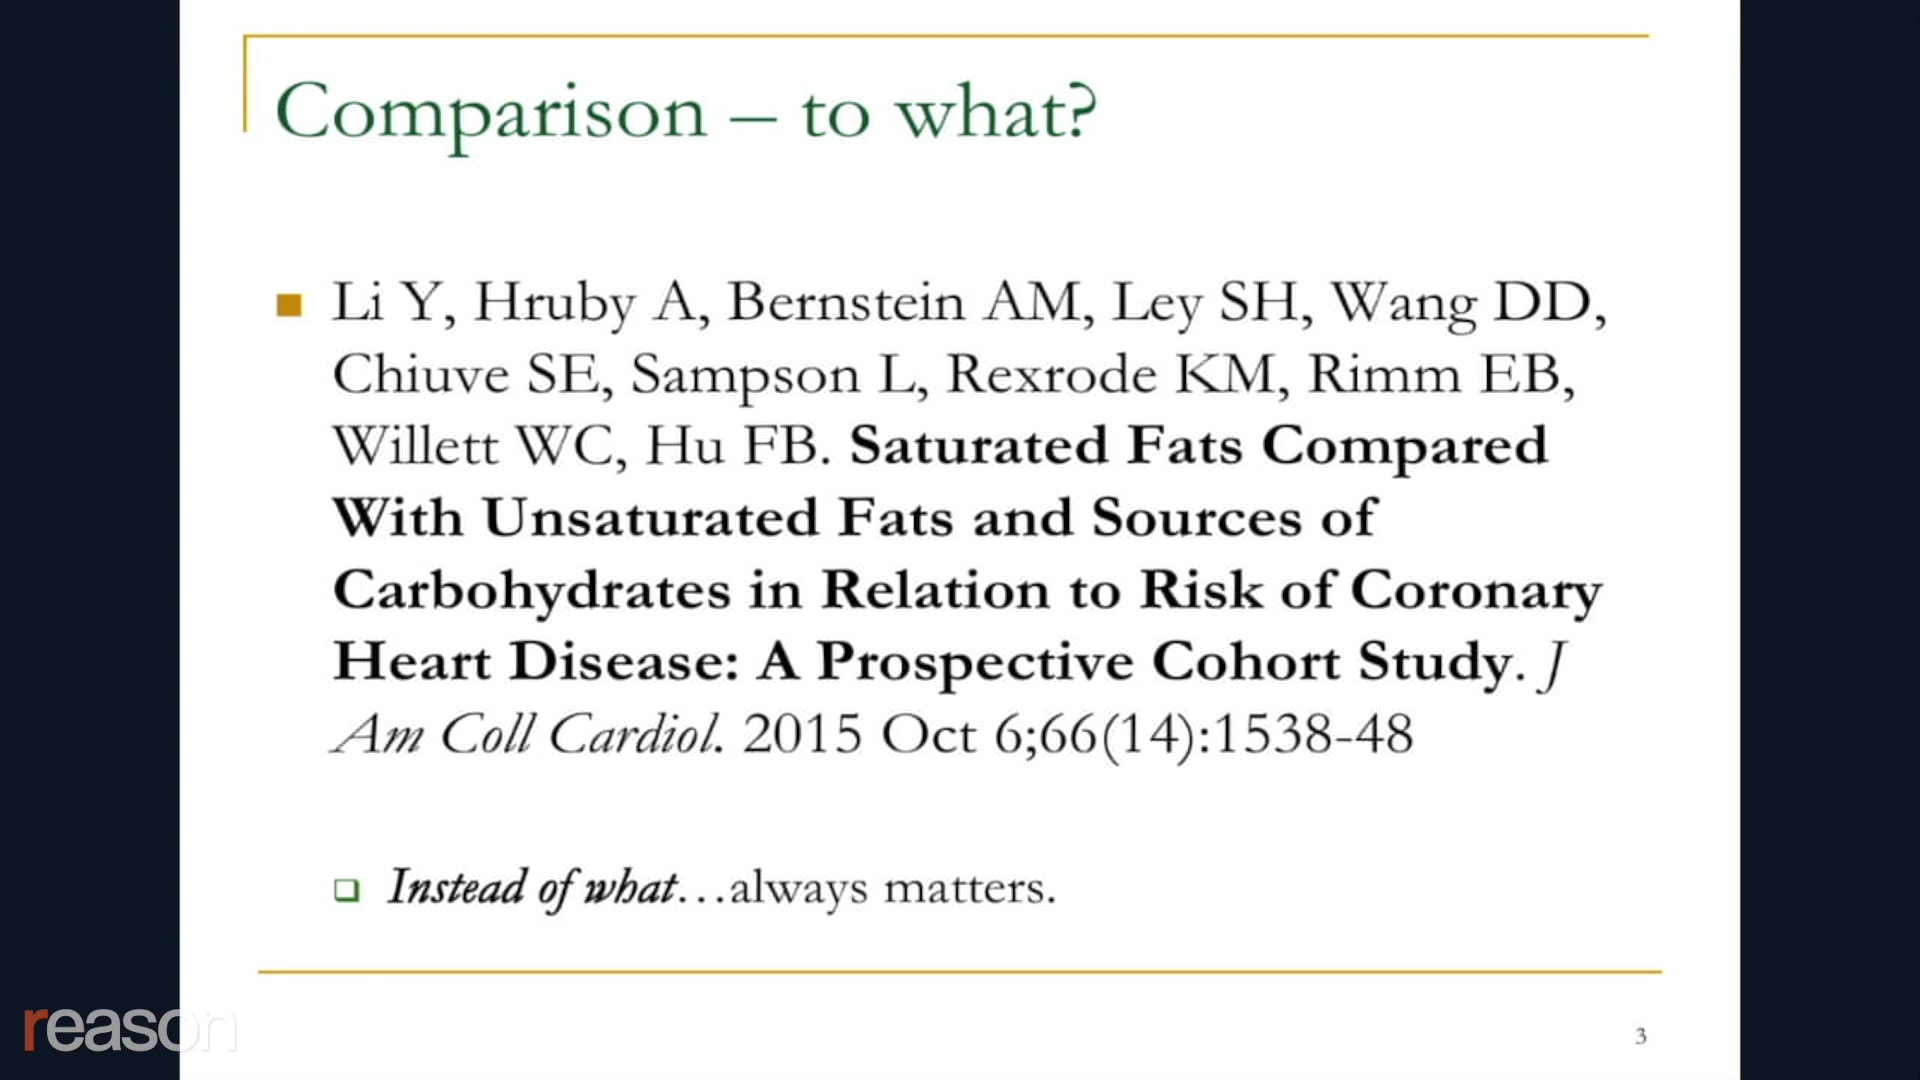 Comparison – to what?
Li Y, Hruby A, Bernstein AM, Ley SH, Wang DD,
Chiuve SE, Sampson L, Rexrode KM, Rimm EB,
Willett WC, Hu FB. Saturated Fats Compared
With Unsaturated Fats and Sources of
Carbohydrates in Relation to Risk of Coronary
Heart Disease: A Prospective Cohort Study. J
Am Coll Cardiol. 2015 Oct 6;66(14):1538-48
Instead of what…always matters.
reason
3